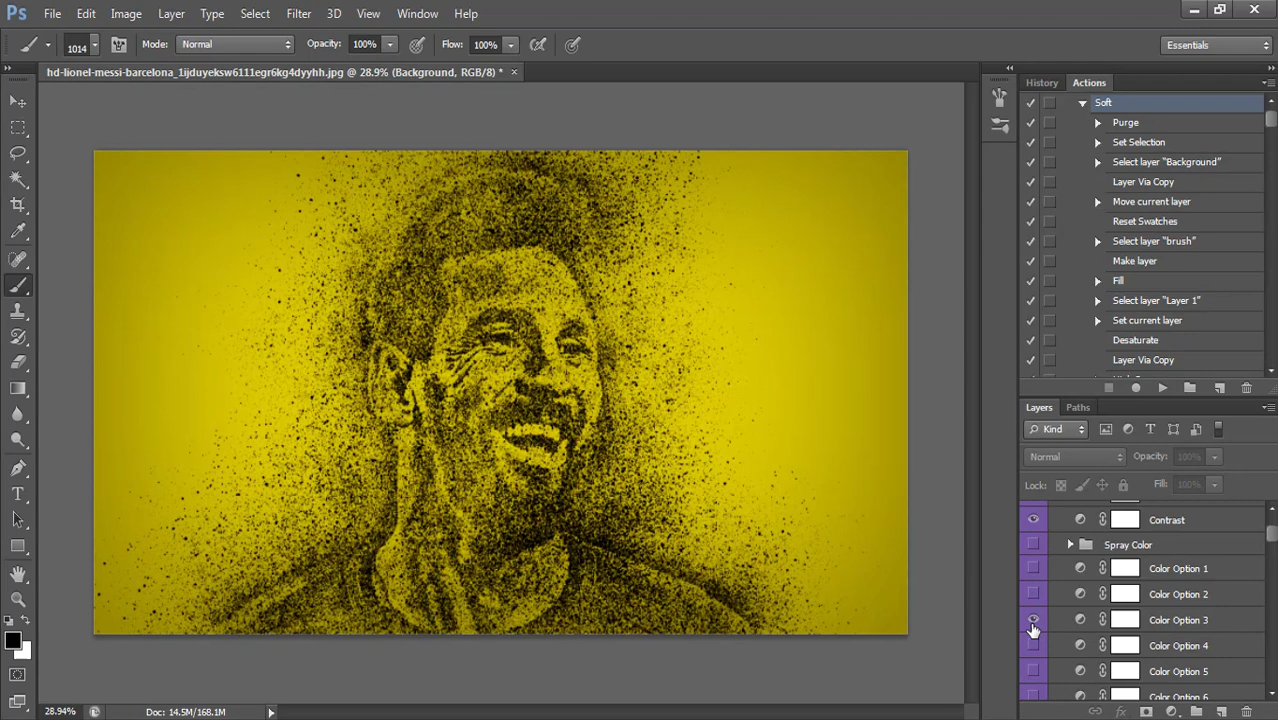 Ps File Edit Image Layer Type Select Filter 3D View Window Help
1014 Mode: Normal Opacity: 100% Flow: 100% Essentials
hd-lionel-messi-barcelona_1ijduyeksw6111egr6kg4dyyhh.jpg @ 28.9% (Background, RGB/8) *
History Actions
Soft
Purge
Set Selection
Select layer "Background"
Layer Via Copy
Move current layer
Reset Swatches
Select layer "brush"
Make layer
Fill
Select layer "Layer 1"
Set current layer
Desaturate
Layer Via Copy
Layers Paths
Kind
Normal Opacity: 100%
Lock: Fill: 100%
Contrast
Spray Color
Color Option 1
Color Option 2
Color Option 3
Color Option 4
Color Option 5
Color Option 6
28.94% Doc: 14.5M/168.1M